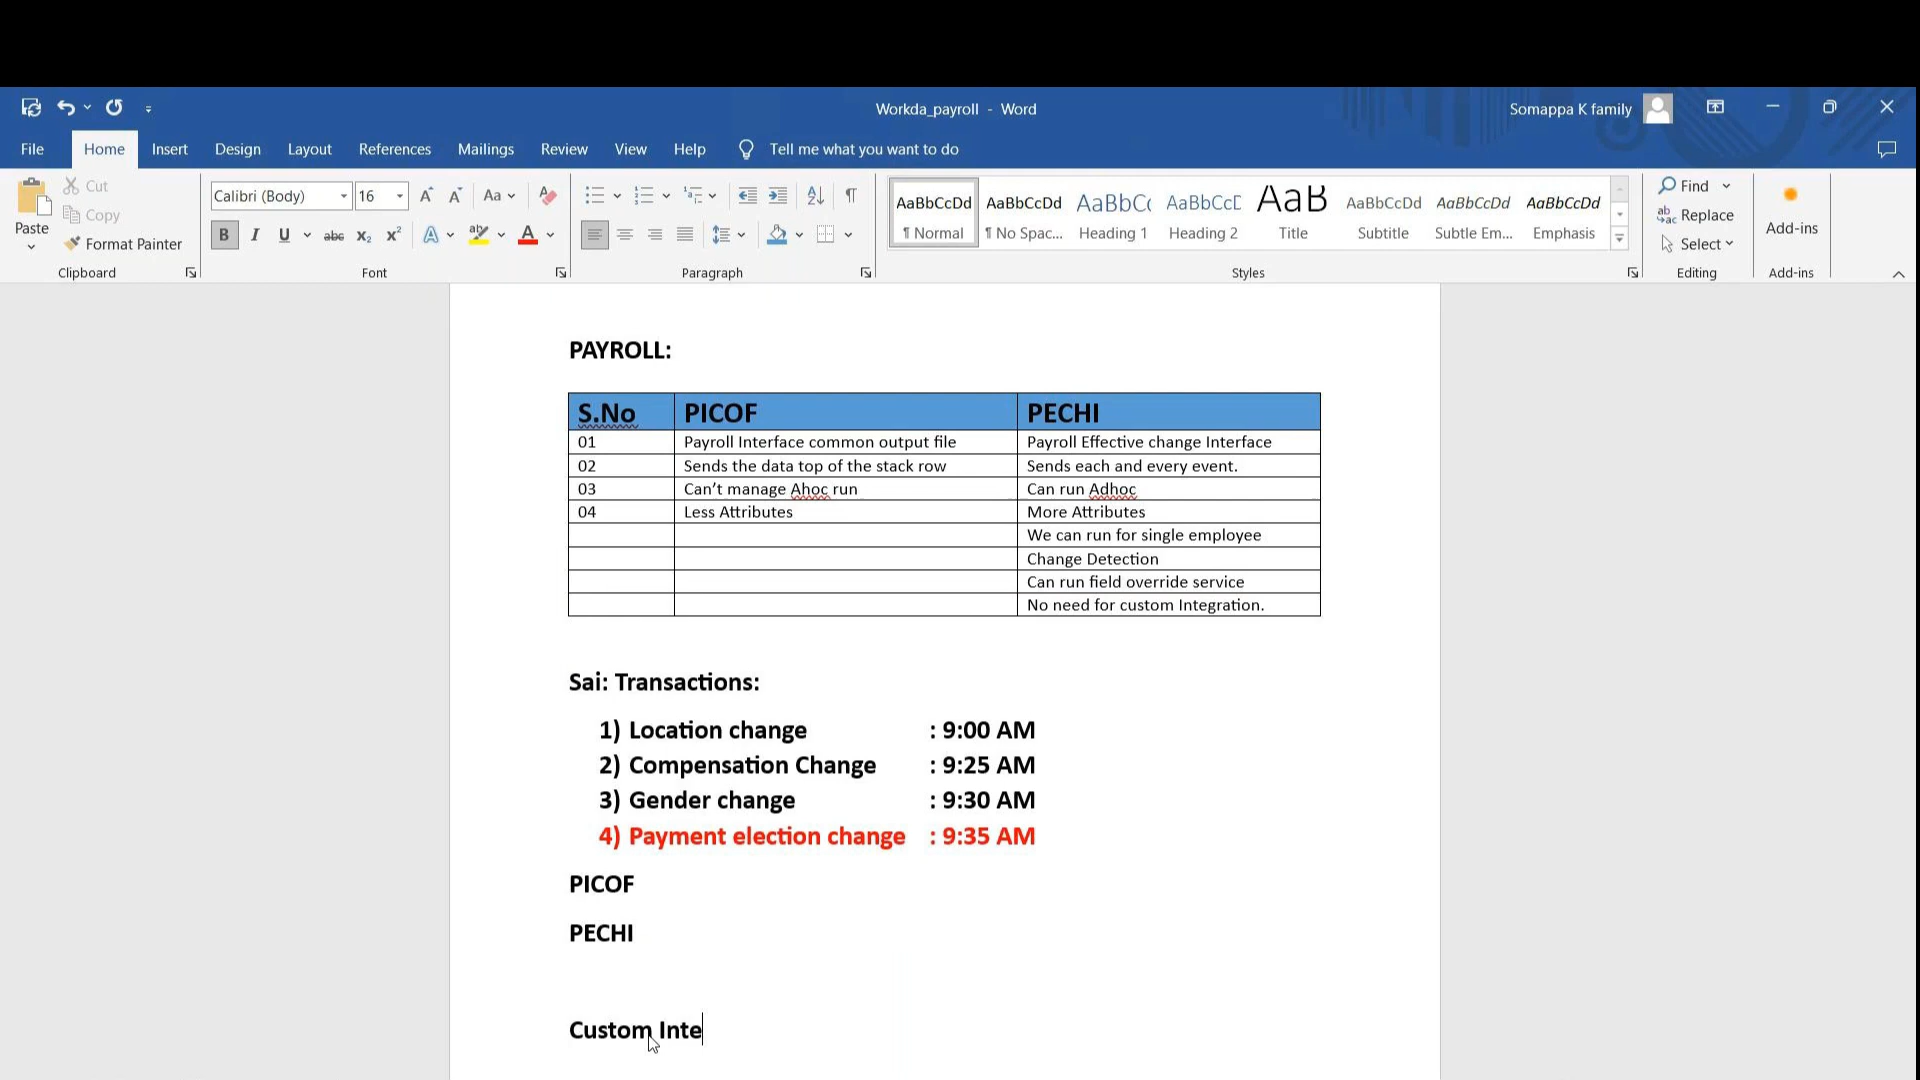 Workda_payroll - Word
Somappa K family
File Home Insert Design Layout References Mailings Review View Help Tell me what you want to do
Paste
Cut
Copy
Format Painter
Clipboard
Calibri (Body) 16
Aa
B I U abc x₂ x² A ab A
Font
Paragraph
AaBbCcDd AaBbCcDd AaBbC AaBbCcE AaB AaBbCcDd AaBbCcDd AaBbCcDd
¶ Normal ¶ No Spac... Heading 1 Heading 2 Title Subtitle Subtle Em... Emphasis
Styles
Find
Replace
Select
Editing
Add-ins
Add-ins
PAYROLL:
S.No PICOF PECHI
01 Payroll Interface common output file Payroll Effective change Interface
02 Sends the data top of the stack row Sends each and every event.
03 Can’t manage Ahoc run Can run Adhoc
04 Less Attributes More Attributes
We can run for single employee
Change Detection
Can run field override service
No need for custom Integration.
Sai: Transactions:
1) Location change : 9:00 AM
2) Compensation Change : 9:25 AM
3) Gender change : 9:30 AM
4) Payment election change : 9:35 AM
PICOF
PECHI
Custom Inte